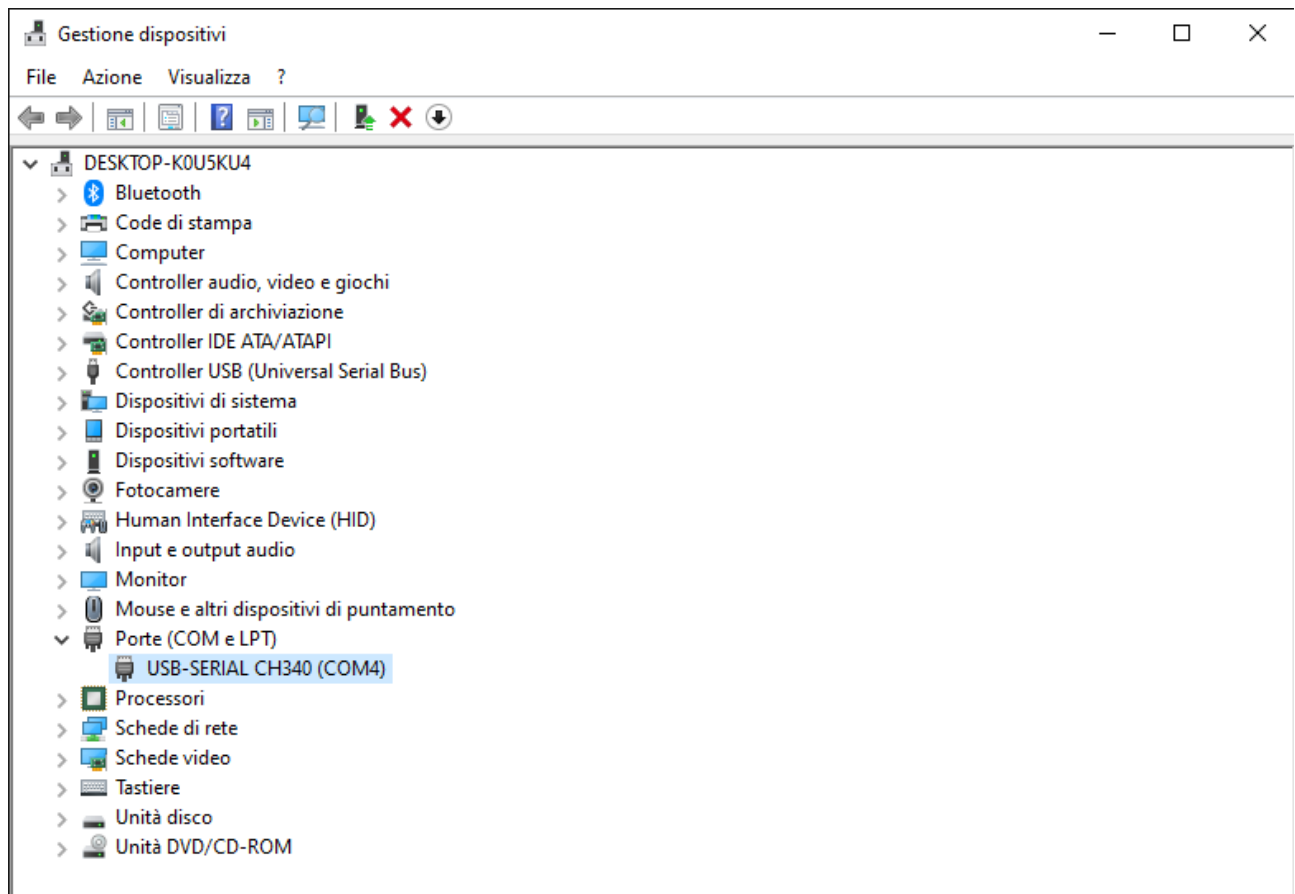 Gestione dispositivi
File Azione Visualizza ?
DESKTOP-K0U5KU4
Bluetooth
Code di stampa
Computer
Controller audio, video e giochi
Controller di archiviazione
Controller IDE ATA/ATAPI
Controller USB (Universal Serial Bus)
Dispositivi di sistema
Dispositivi portatili
Dispositivi software
Fotocamere
Human Interface Device (HID)
Input e output audio
Monitor
Mouse e altri dispositivi di puntamento
Porte (COM e LPT)
USB-SERIAL CH340 (COM4)
Processori
Schede di rete
Schede video
Tastiere
Unità disco
Unità DVD/CD-ROM